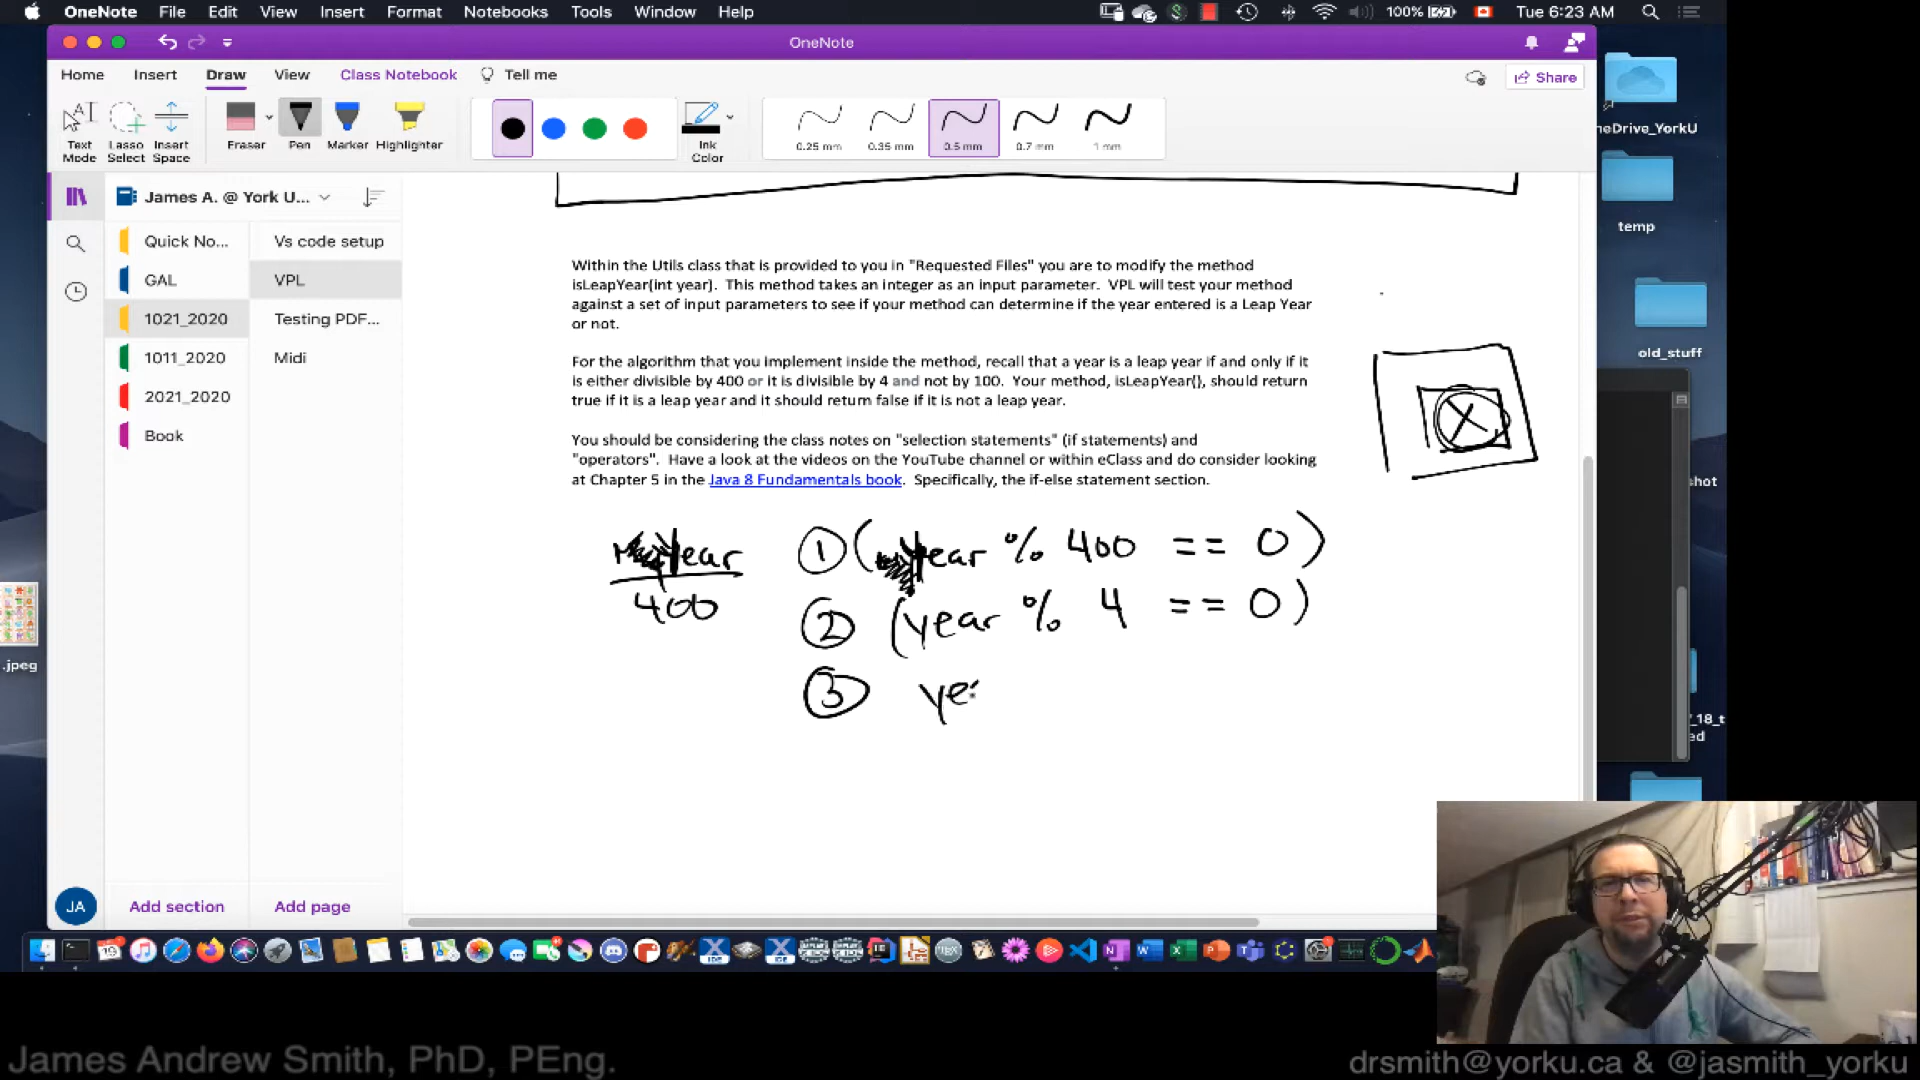 OneNote File Edit View Insert Format Notebooks Tools Window Help 100% Tue 6:23 AM
OneNote
Home Insert Draw View Class Notebook Tell me Share
Text Mode Lasso Select Insert Space Eraser Pen Marker Highlighter Ink Color 0.25 mm 0.35 mm 0.5 mm 0.7 mm 1 mm
neDrive_YorkU
James A. @ York U...
temp
Quick No... Vs code setup
GAL VPL
1021_2020 Testing PDF...
1011_2020 Midi
2021_2020
Book
old_stuff
shot
_18_t
ed
.jpeg
Within the Utils class that is provided to you in "Requested Files" you are to modify the method
isLeapYear(int year). This method takes an integer as an input parameter. VPL will test your method
against a set of input parameters to see if your method can determine if the year entered is a Leap Year
or not.
For the algorithm that you implement inside the method, recall that a year is a leap year if and only if it
is either divisible by 400 or it is divisible by 4 and not by 100. Your method, isLeapYear(), should return
true if it is a leap year and it should return false if it is not a leap year.
You should be considering the class notes on "selection statements" (if statements) and
"operators". Have a look at the videos on the YouTube channel or within eClass and do consider looking
at Chapter 5 in the Java 8 Fundamentals book. Specifically, the if-else statement section.
X
Year
400
1 (year % 400 == 0)
2 (year % 4 == 0)
3 yea
JA Add section Add page
James Andrew Smith, PhD, PEng.
drsmith@yorku.ca & @jasmith_yorku